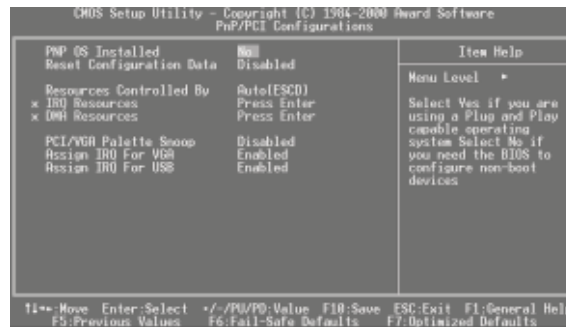 CMOS Setup Utility - Copyright (C) 1984-2000 Award Software
PnP/PCI Configurations
PNP OS Installed No
Reset Configuration Data Disabled
Resources Controlled By Auto(ESCD)
x IRQ Resources Press Enter
x DMA Resources Press Enter
PCI/VGA Palette Snoop Disabled
Assign IRQ For VGA Enabled
Assign IRQ For USB Enabled
Item Help
Menu Level ▸
Select Yes if you are
using a Plug and Play
capable operating
system Select No if
you need the BIOS to
configure non-boot
devices
↑↓→←:Move Enter:Select +/-/PU/PD:Value F10:Save ESC:Exit F1:General Hel
F5:Previous Values F6:Fail-Safe Defaults F7:Optimized Defaults